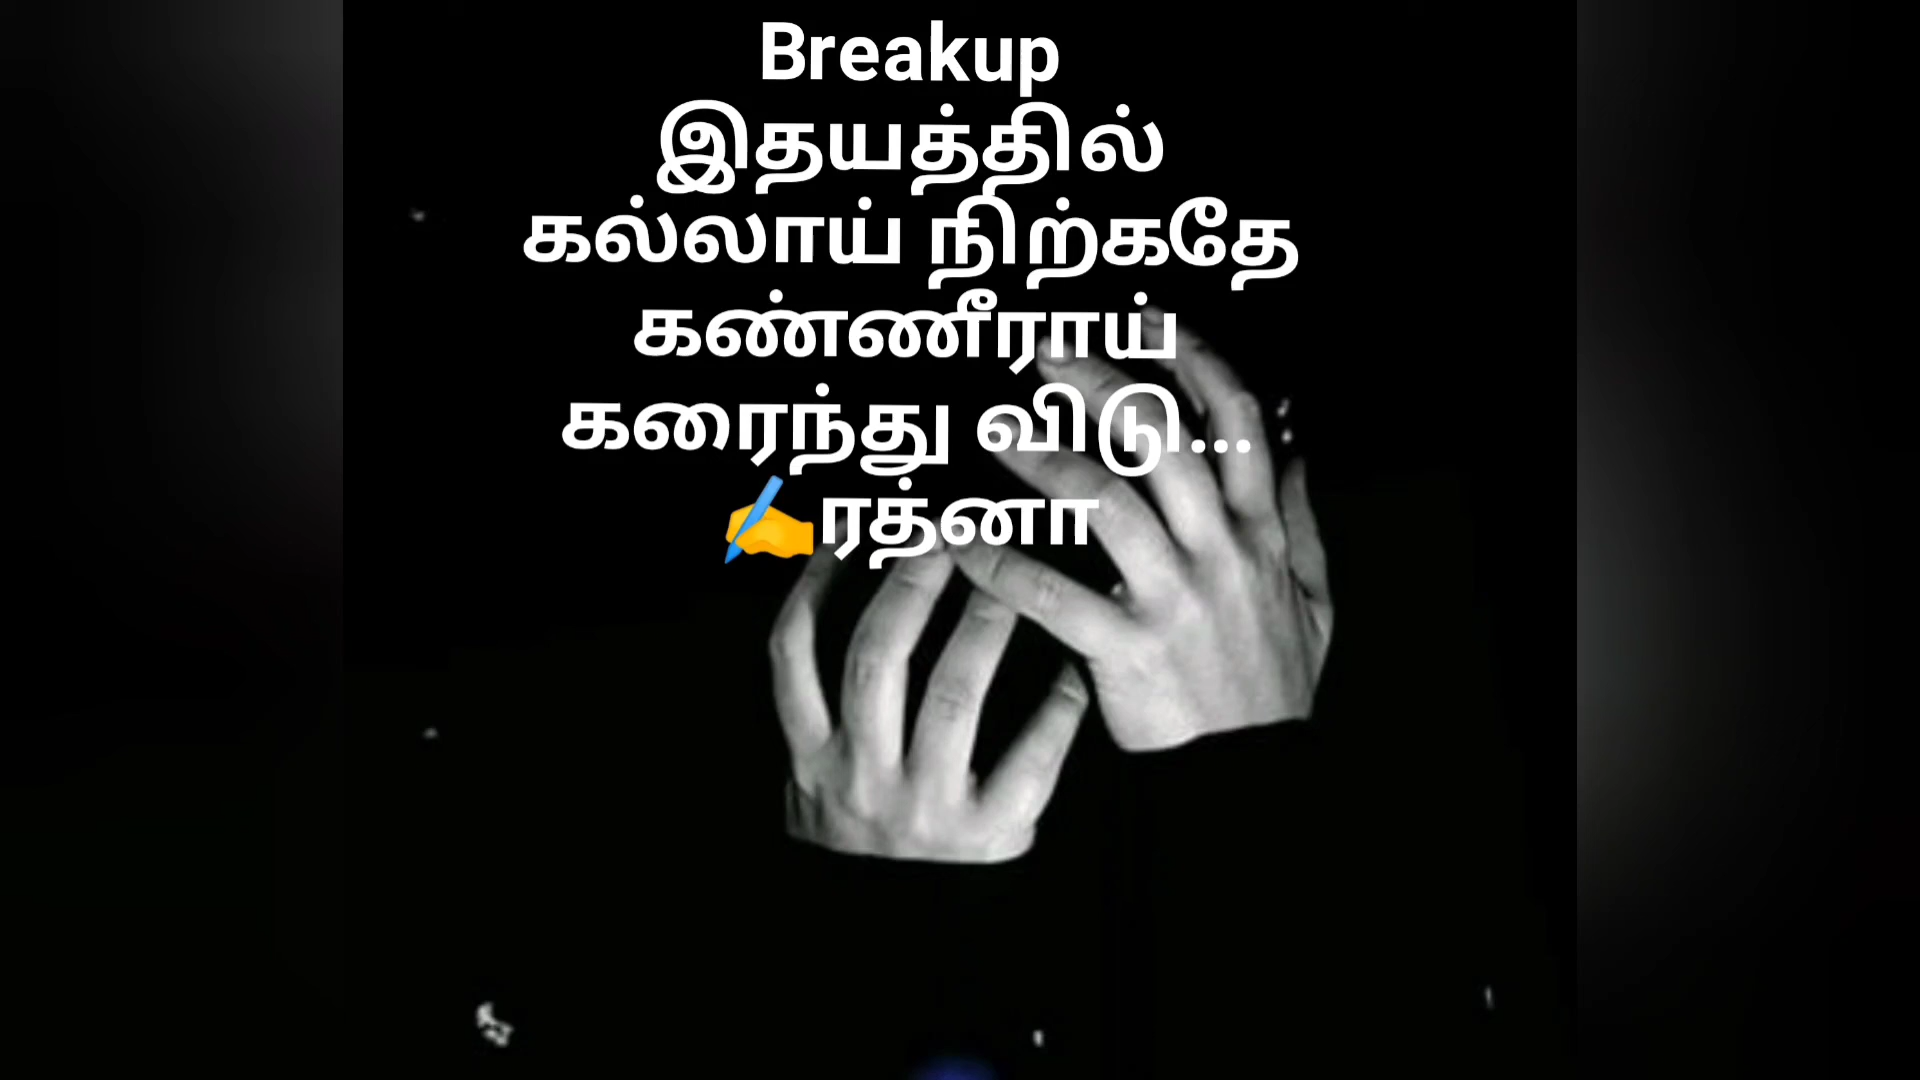 Breakup
இதயத்தில்
கல்லாய் நிற்கதே
கண்ணீராய்
கரைந்து விடு...
✍ரத்னா